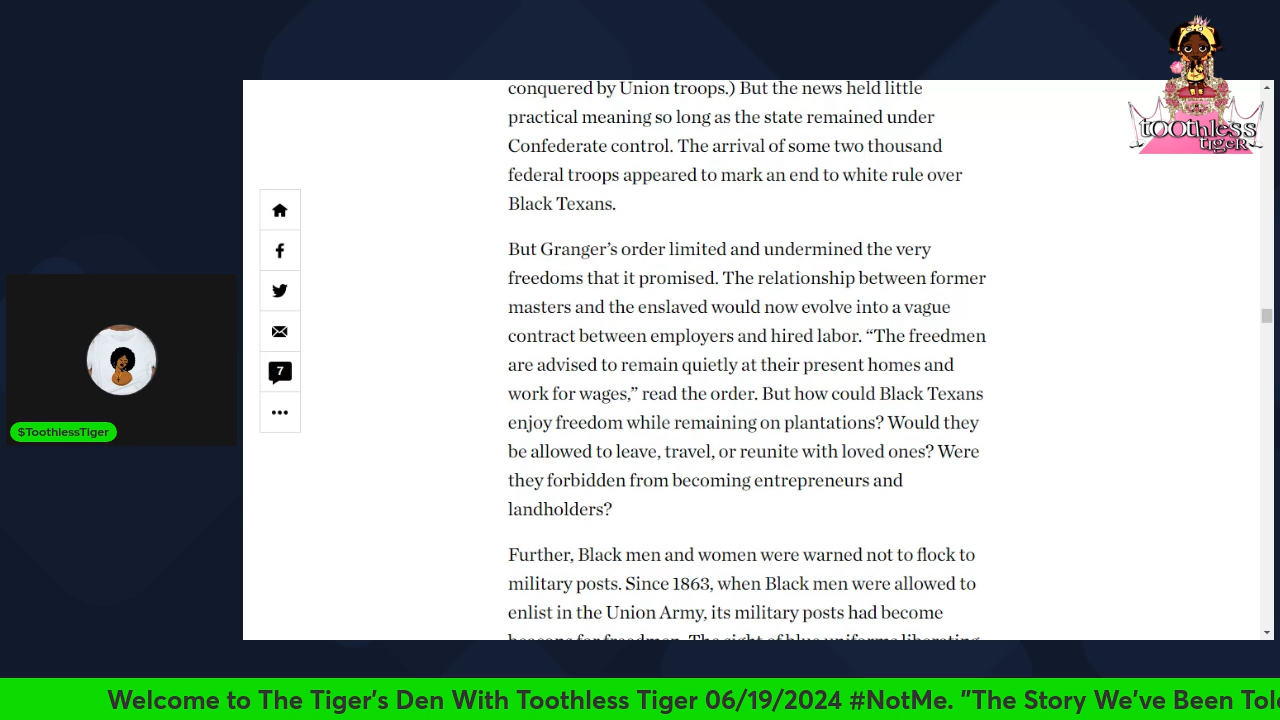 toothless
tiger
conquered by Union troops.) But the news held little
practical meaning so long as the state remained under
Confederate control. The arrival of some two thousand
federal troops appeared to mark an end to white rule over
Black Texans.
But Granger’s order limited and undermined the very
freedoms that it promised. The relationship between former
masters and the enslaved would now evolve into a vague
contract between employers and hired labor. “The freedmen
are advised to remain quietly at their present homes and
work for wages,” read the order. But how could Black Texans
enjoy freedom while remaining on plantations? Would they
be allowed to leave, travel, or reunite with loved ones? Were
they forbidden from becoming entrepreneurs and
landholders?
Further, Black men and women were warned not to flock to
military posts. Since 1863, when Black men were allowed to
enlist in the Union Army, its military posts had become
beacons for freedmen. The sight of blue uniforms liberating
7
$ToothlessTiger
Welcome to The Tiger's Den With Toothless Tiger 06/19/2024 #NotMe. "The Story We've Been Tol